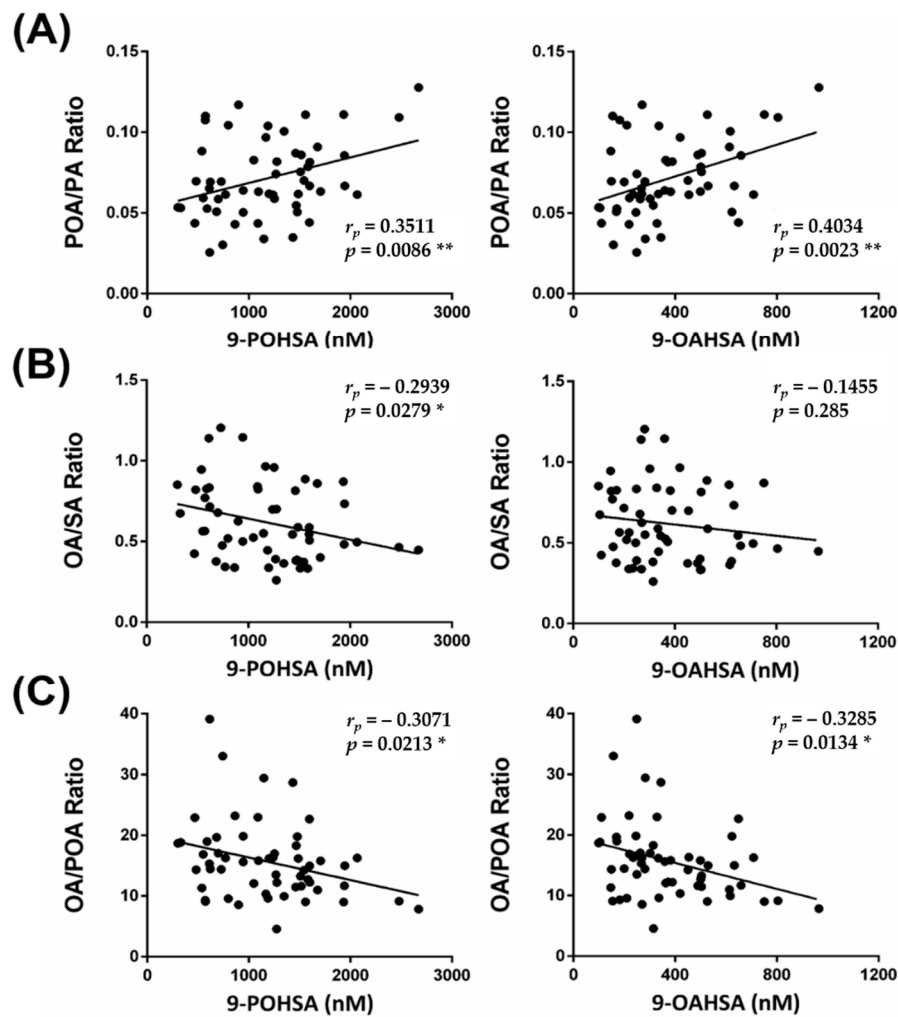 (A)
0.15
0.10
0.05
0.00
POA/PA Ratio
rp = 0.3511
p = 0.0086 **
0 1000 2000 3000
9-POHSA (nM)
0.15
0.10
0.05
0.00
POA/PA Ratio
rp = 0.4034
p = 0.0023 **
0 400 800 1200
9-OAHSA (nM)
(B)
1.5
1.0
0.5
0.0
OA/SA Ratio
rp = – 0.2939
p = 0.0279 *
0 1000 2000 3000
9-POHSA (nM)
1.5
1.0
0.5
0.0
OA/SA Ratio
rp = – 0.1455
p = 0.285
0 400 800 1200
9-OAHSA (nM)
(C)
40
30
20
10
0
OA/POA Ratio
rp = – 0.3071
p = 0.0213 *
0 1000 2000 3000
9-POHSA (nM)
40
30
20
10
0
OA/POA Ratio
rp = – 0.3285
p = 0.0134 *
0 400 800 1200
9-OAHSA (nM)